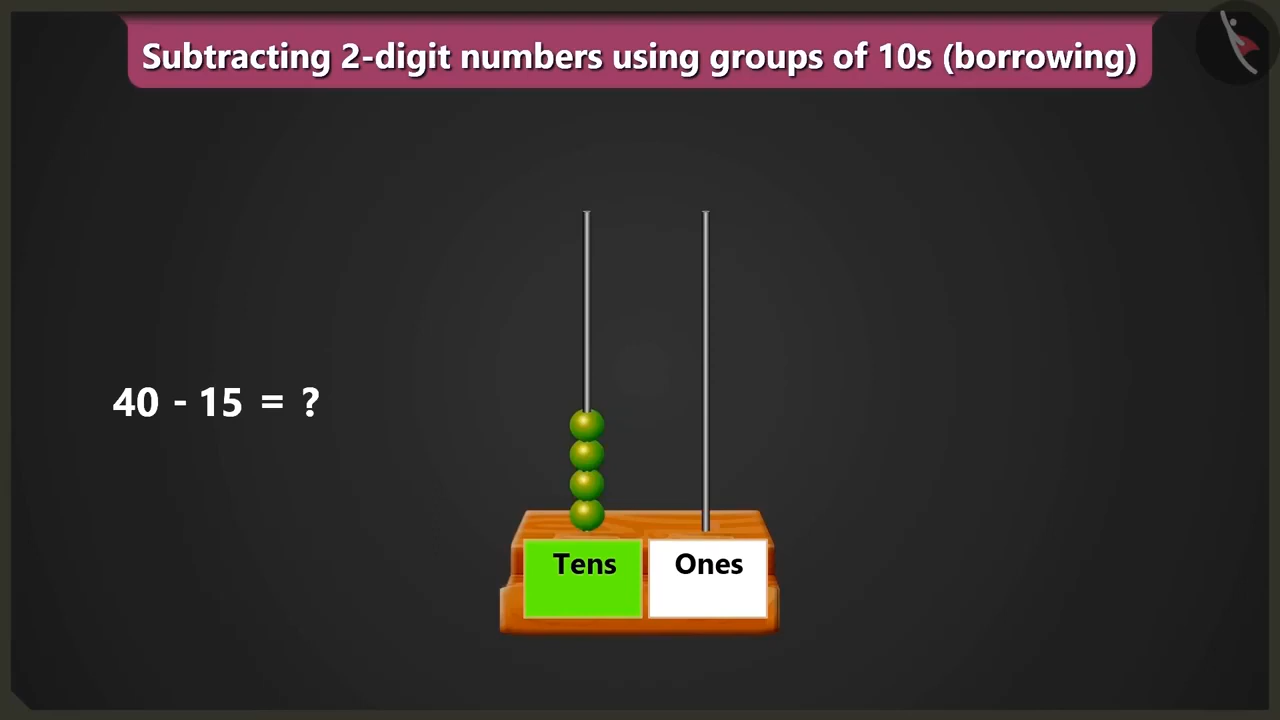 Subtracting 2-digit numbers using groups of 10s (borrowing)
40 - 15 = ?
Tens Ones